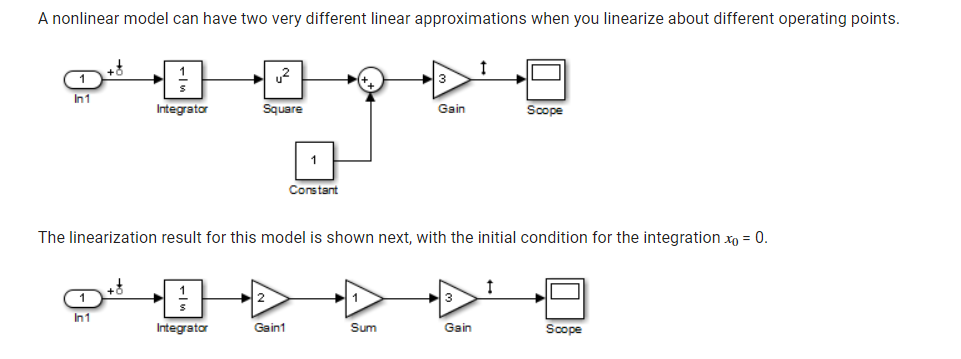 A nonlinear model can have two very different linear approximations when you linearize about different operating points.
1
In1
+
1
s
Integrator
u2
Square
+
+
3
Gain
Scope
1
Constant
The linearization result for this model is shown next, with the initial condition for the integration x0 = 0.
1
In1
+
1
s
Integrator
2
Gain1
1
Sum
3
Gain
Scope